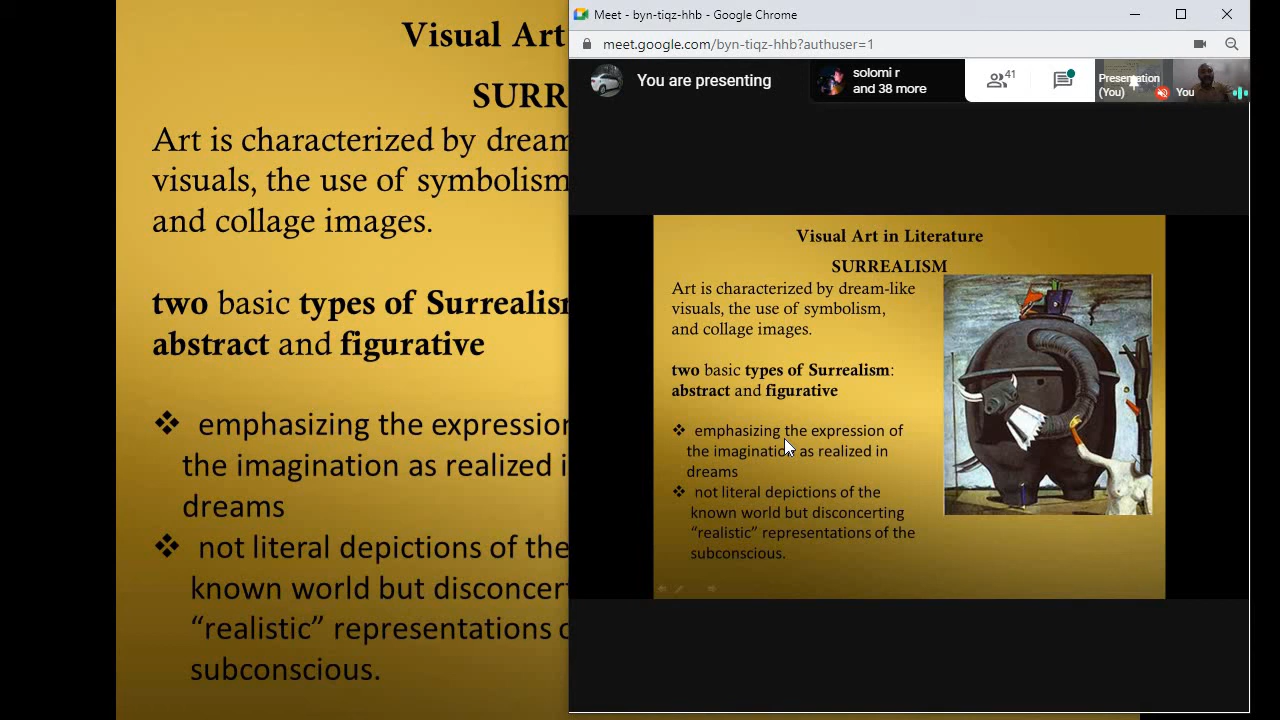 Visual Art
SURR
Art is characterized by dream
visuals, the use of symbolism
and collage images.
two basic types of Surrealism
abstract and figurative
❖ emphasizing the expression
the imagination as realized i
dreams
❖ not literal depictions of the
known world but disconcert
“realistic” representations o
subconscious.
Meet - byn-tiqz-hhb - Google Chrome
meet.google.com/byn-tiqz-hhb?authuser=1
You are presenting
solomi r
and 38 more
41
Presentation
(You)
You
Visual Art in Literature
SURREALISM
Art is characterized by dream-like
visuals, the use of symbolism,
and collage images.
two basic types of Surrealism:
abstract and figurative
❖ emphasizing the expression of
the imagination as realized in
dreams
❖ not literal depictions of the
known world but disconcerting
“realistic” representations of the
subconscious.